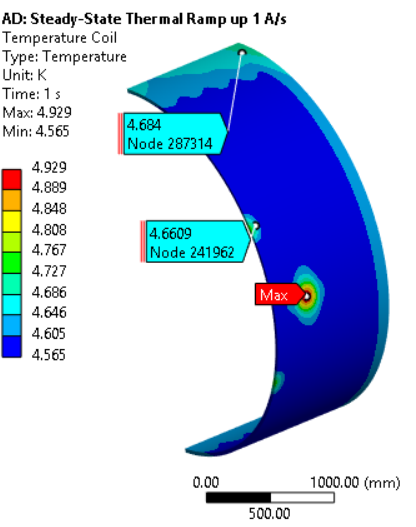 AD: Steady-State Thermal Ramp up 1 A/s
Temperature Coil
Type: Temperature
Unit: K
Time: 1 s
Max: 4.929
Min: 4.565
4.929
4.889
4.848
4.808
4.767
4.727
4.686
4.646
4.605
4.565
4.684
Node 287314
4.6609
Node 241962
Max
0.00
1000.00 (mm)
500.00